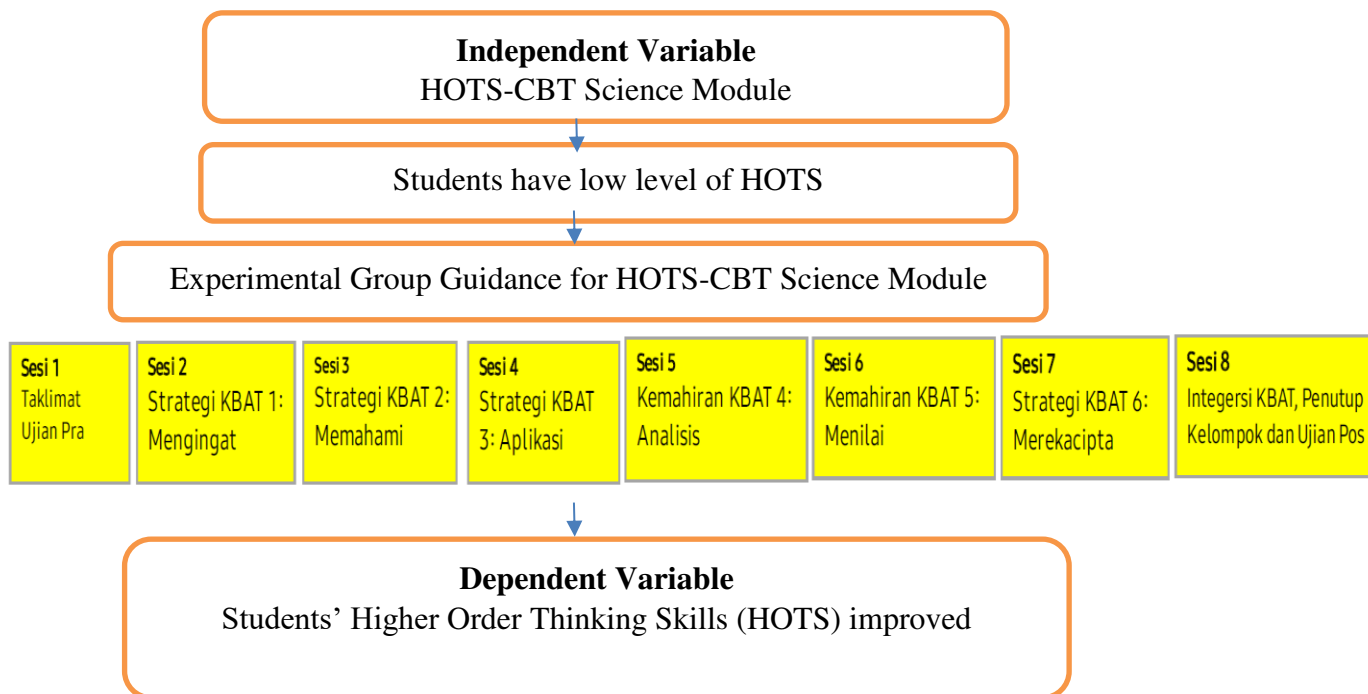 Independent Variable
HOTS-CBT Science Module
Students have low level of HOTS
Experimental Group Guidance for HOTS-CBT Science Module
Sesi 1
Taklimat
Ujian Pra
Sesi 2
Strategi KBAT 1:
Mengingat
Sesi 3
Strategi KBAT 2:
Memahami
Sesi 4
Strategi KBAT
3: Aplikasi
Sesi 5
Kemahiran KBAT 4:
Analisis
Sesi 6
Kemahiran KBAT 5:
Menilai
Sesi 7
Strategi KBAT 6:
Merekacipta
Sesi 8
Integersi KBAT, Penutup
Kelompok dan Ujian Pos
Dependent Variable
Students’ Higher Order Thinking Skills (HOTS) improved